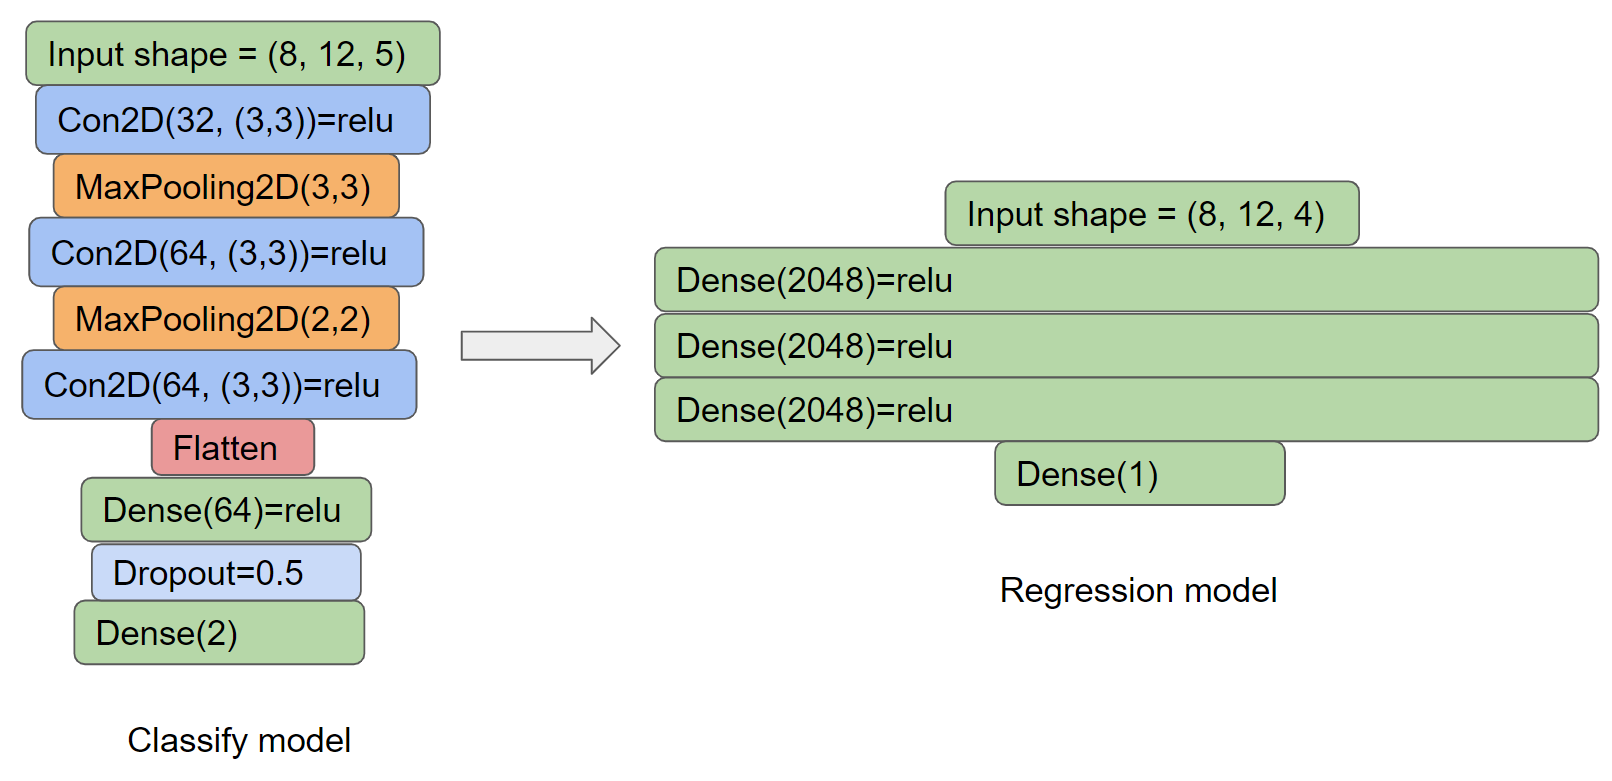 Input shape = (8, 12, 5)
Con2D(32, (3,3))=relu
MaxPooling2D(3,3)
Con2D(64, (3,3))=relu
MaxPooling2D(2,2)
Con2D(64, (3,3))=relu
Flatten
Dense(64)=relu
Dropout=0.5
Dense(2)
Classify model
Input shape = (8, 12, 4)
Dense(2048)=relu
Dense(2048)=relu
Dense(2048)=relu
Dense(1)
Regression model